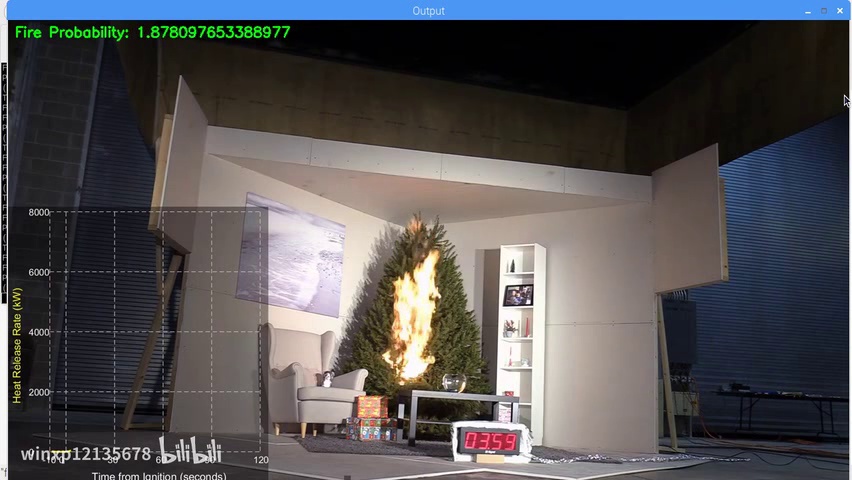 Output
Fire Probability: 1.878097653388977
8000
6000
4000
2000
Heat Release Rate (kW)
120
Time from Ignition (seconds)
03:59
winxp12135678 bilibili